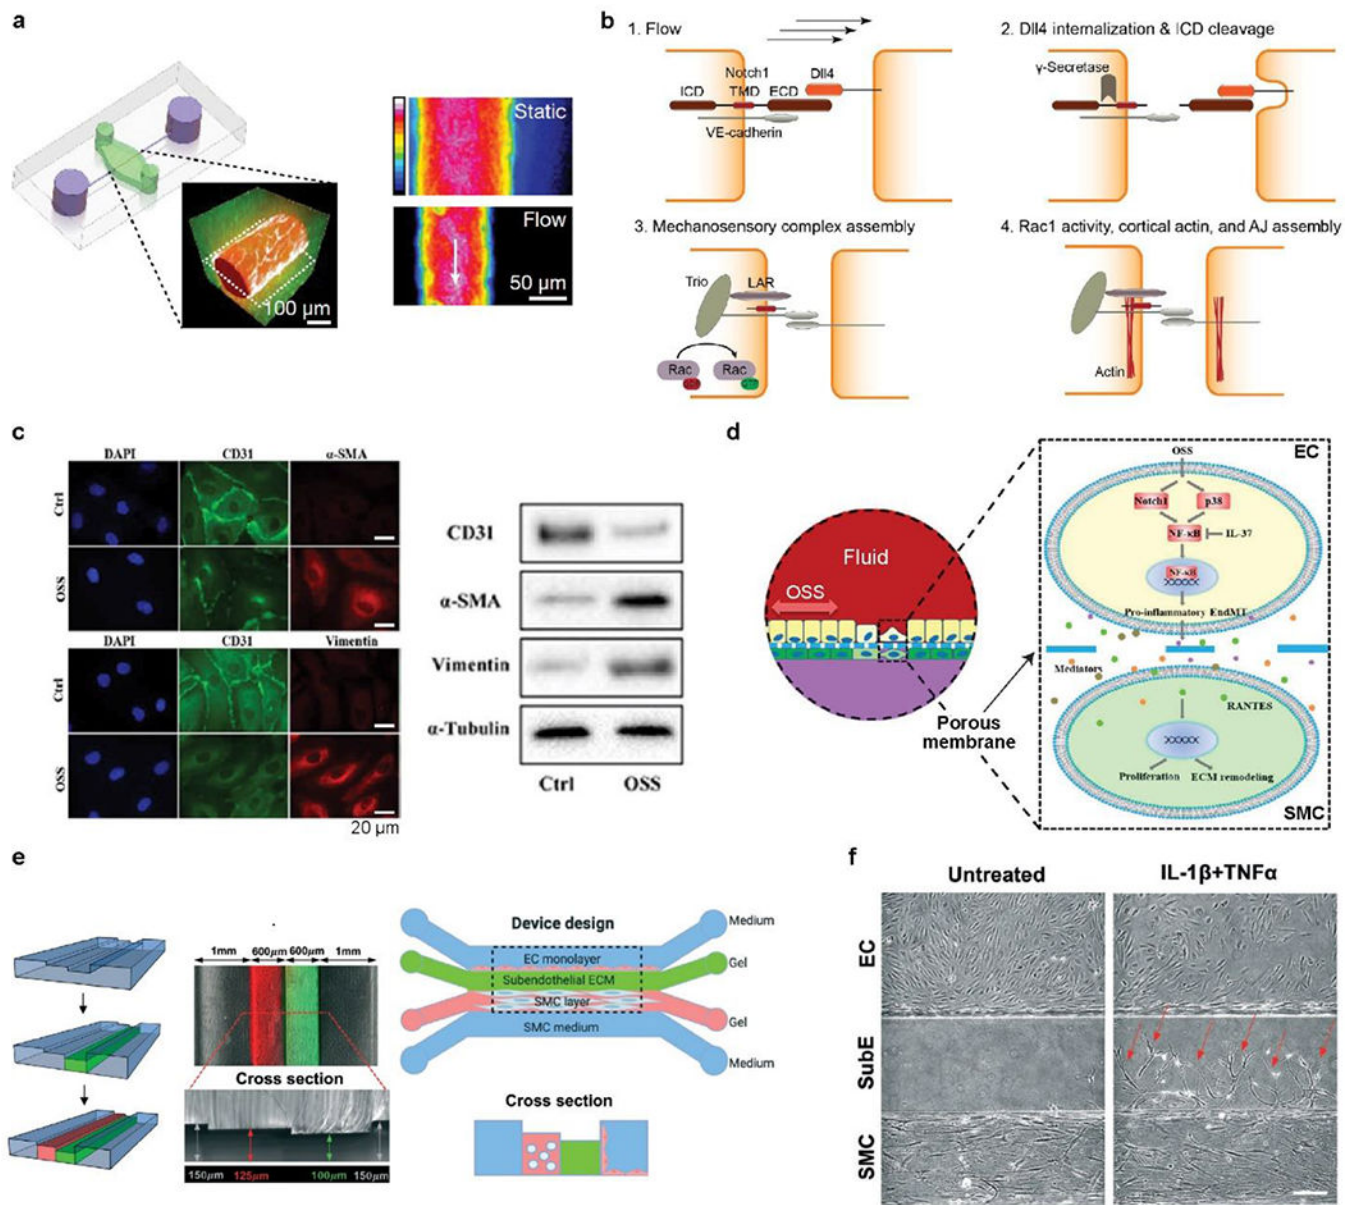 a
Static
Flow
50 μm
100 μm
b
1. Flow
Notch1
Dll4
ICD
TMD
ECD
VE-cadherin
2. Dll4 internalization & ICD cleavage
γ-Secretase
3. Mechanosensory complex assembly
Trio
LAR
Rac
Rac
4. Rac1 activity, cortical actin, and AJ assembly
Actin
c
DAPI
CD31
α-SMA
Ctrl
OSS
DAPI
CD31
Vimentin
Ctrl
OSS
20 μm
CD31
α-SMA
Vimentin
α-Tubulin
Ctrl
OSS
d
Fluid
OSS
Porous
membrane
EC
OSS
Notch1
p38
NF-κB
IL-37
NF-κB
Pro-inflammatory EndMT
Mediators
RANTES
Proliferation
ECM remodeling
SMC
e
1mm
600μm
600μm
1mm
Cross section
150μm
125μm
100μm
150μm
Device design
Medium
EC monolayer
Gel
Subendothelial ECM
SMC layer
Gel
SMC medium
Medium
Cross section
f
Untreated
IL-1β+TNFα
EC
SubE
SMC